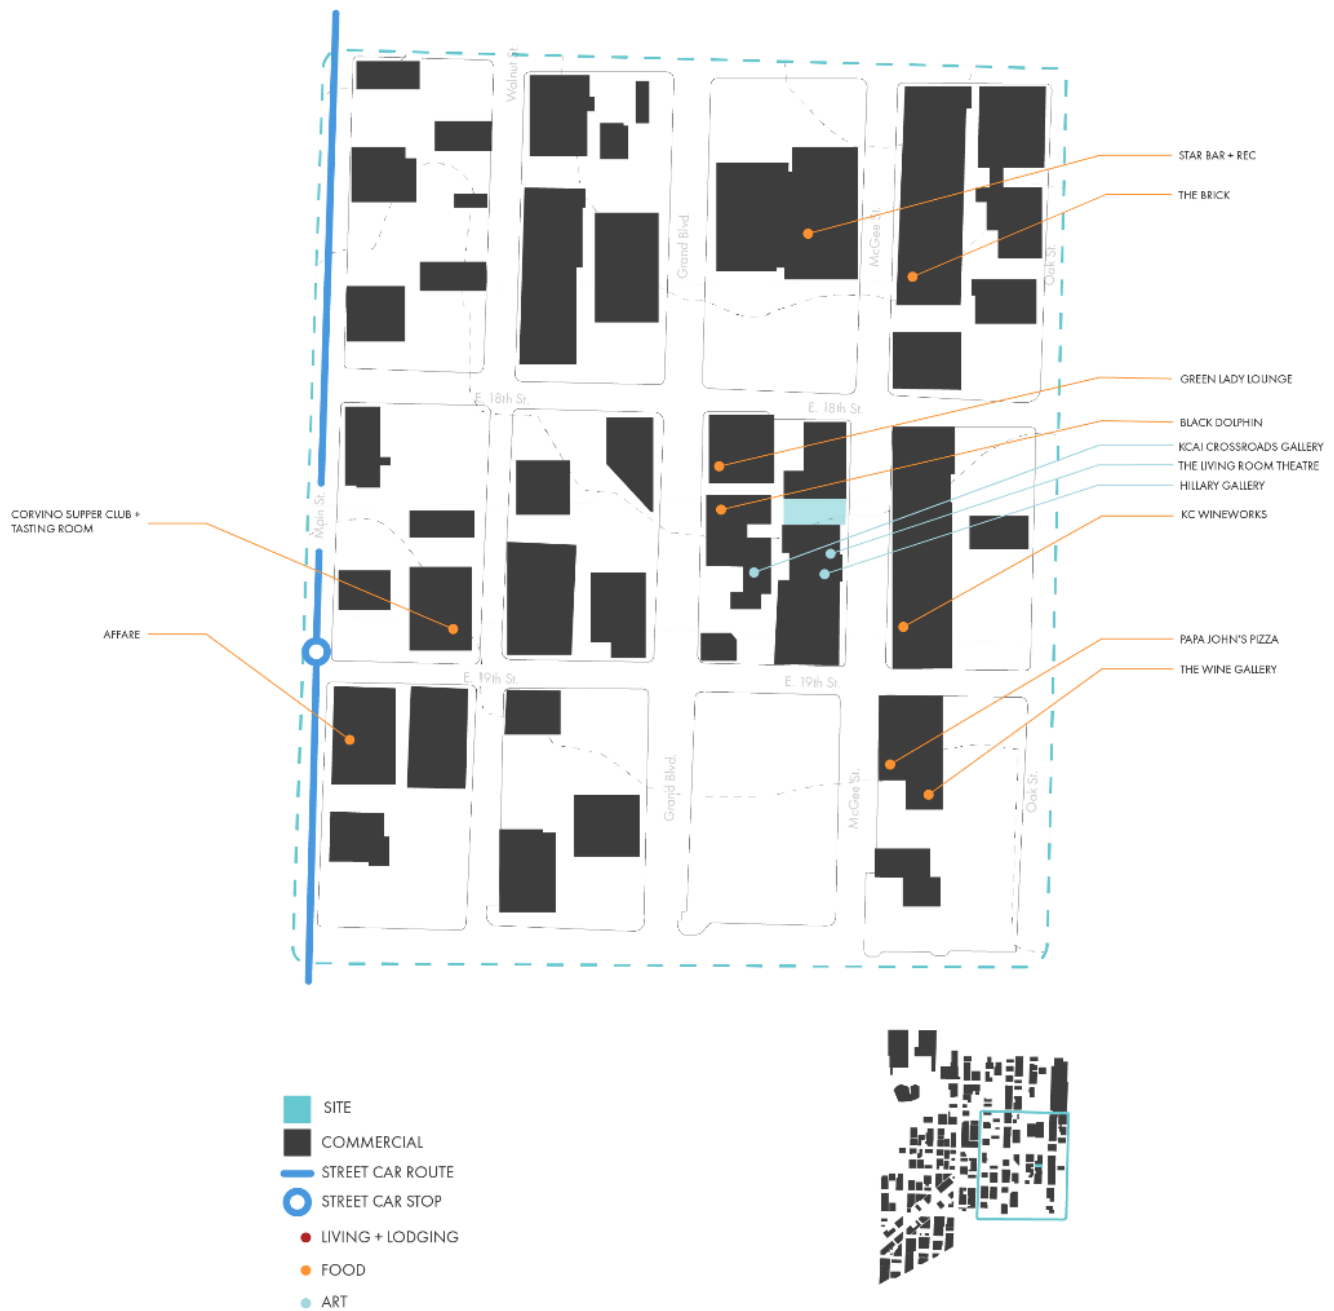 Walnut St.
STAR BAR + REC
THE BRICK
Grand Blvd.
McGee St.
Oak St.
GREEN LADY LOUNGE
E. 18th St.
E. 18th St.
BLACK DOLPHIN
KCAI CROSSROADS GALLERY
THE LIVING ROOM THEATRE
HILLARY GALLERY
Main St.
CORVINO SUPPER CLUB +
TASTING ROOM
KC WINEWORKS
AFFARE
PAPA JOHN'S PIZZA
THE WINE GALLERY
E. 19th St.
E. 19th St.
Grand Blvd.
McGee St.
Oak St.
SITE
COMMERCIAL
STREET CAR ROUTE
STREET CAR STOP
LIVING + LODGING
FOOD
ART